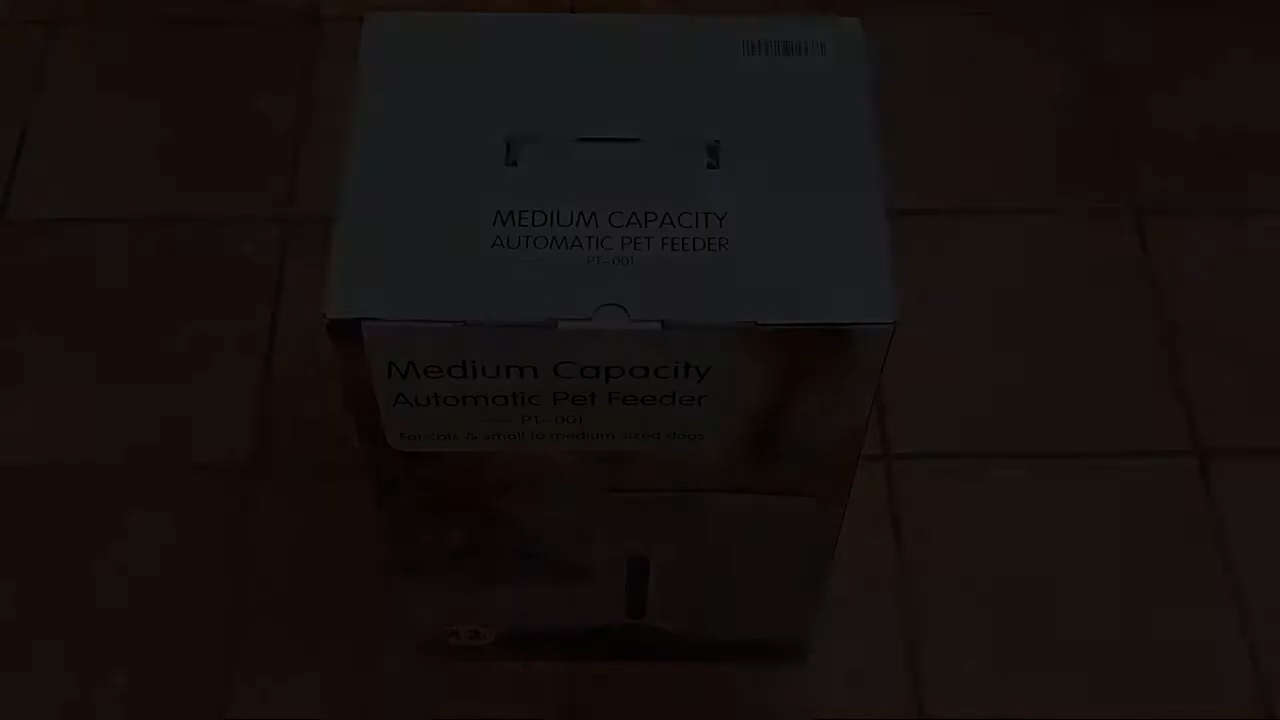 MEDIUM CAPACITY
AUTOMATIC PET FEEDER
PT-001
Medium Capacity
Automatic Pet Feeder
PT-001
For cats & small to medium sized dogs